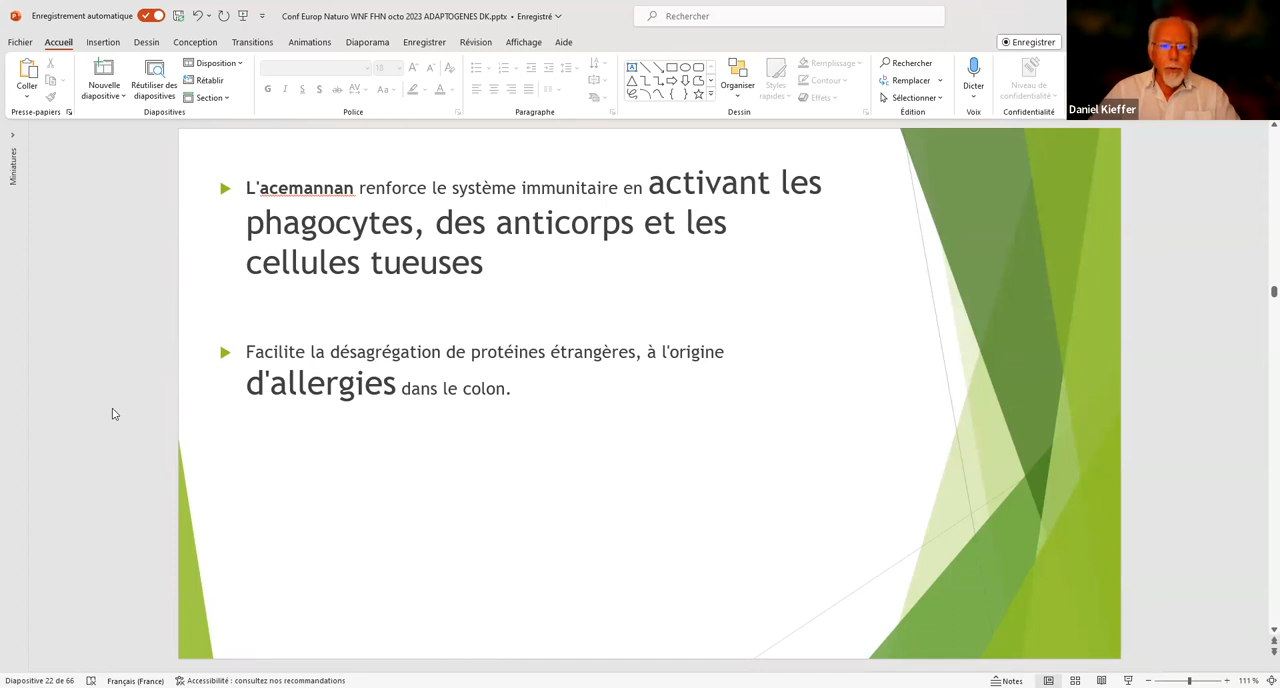 Enregistrement automatique
Conf Europ Naturo WNF FHN octo 2023 ADAPTOGENES DK.pptx • Enregistré
Rechercher
Fichier Accueil Insertion Dessin Conception Transitions Animations Diaporama Enregistrer Révision Affichage Aide
Enregistrer
Coller
Presse-papiers
Nouvelle diapositive
Réutiliser des diapositives
Disposition
Rétablir
Section
Diapositives
18
G I S S ab AV Aa A
Police
Paragraphe
Organiser
Styles rapides
Remplissage
Contour
Effets
Dessin
Rechercher
Remplacer
Sélectionner
Édition
Dicter
Voix
Niveau de confidentialité
Confidentialité
Daniel Kieffer
Miniatures
L'acemannan renforce le système immunitaire en activant les
phagocytes, des anticorps et les
cellules tueuses
Facilite la désagrégation de protéines étrangères, à l'origine
d'allergies dans le colon.
Diapositive 22 de 66 Français (France) Accessibilité : consultez nos recommandations Notes 111 %